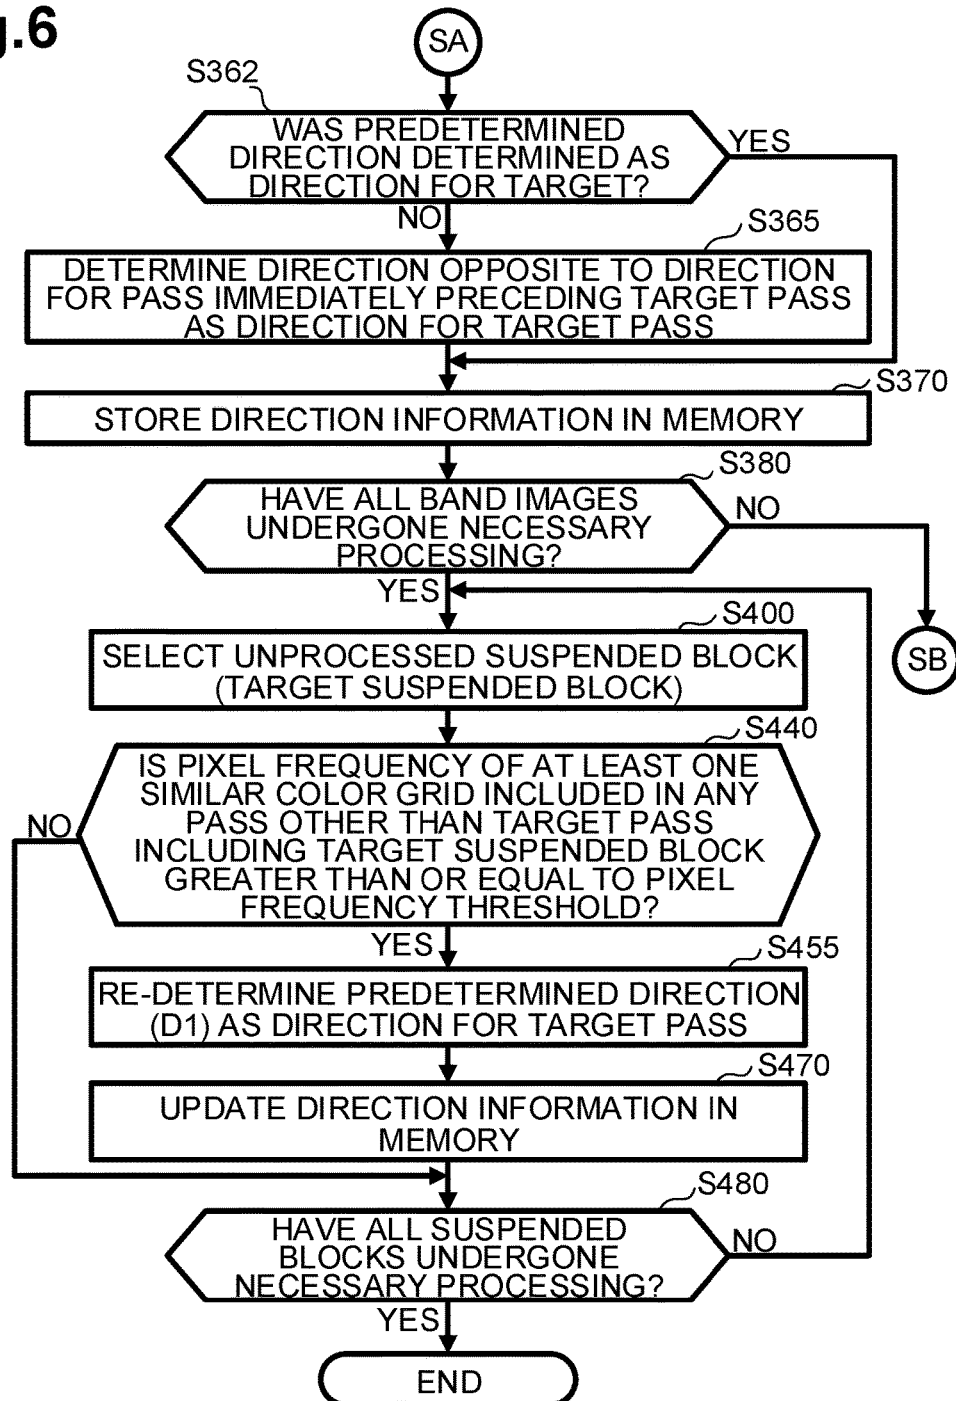 g.6
SA
S362
WAS PREDETERMINED
DIRECTION DETERMINED AS
DIRECTION FOR TARGET?
YES
NO
S365
DETERMINE DIRECTION OPPOSITE TO DIRECTION
FOR PASS IMMEDIATELY PRECEDING TARGET PASS
AS DIRECTION FOR TARGET PASS
S370
STORE DIRECTION INFORMATION IN MEMORY
S380
HAVE ALL BAND IMAGES
UNDERGONE NECESSARY
PROCESSING?
NO
YES
SB
S400
SELECT UNPROCESSED SUSPENDED BLOCK
(TARGET SUSPENDED BLOCK)
S440
IS PIXEL FREQUENCY OF AT LEAST ONE
SIMILAR COLOR GRID INCLUDED IN ANY
PASS OTHER THAN TARGET PASS
INCLUDING TARGET SUSPENDED BLOCK
GREATER THAN OR EQUAL TO PIXEL
FREQUENCY THRESHOLD?
NO
YES
S455
RE-DETERMINE PREDETERMINED DIRECTION
(D1) AS DIRECTION FOR TARGET PASS
S470
UPDATE DIRECTION INFORMATION IN
MEMORY
S480
HAVE ALL SUSPENDED
BLOCKS UNDERGONE
NECESSARY PROCESSING?
NO
YES
END